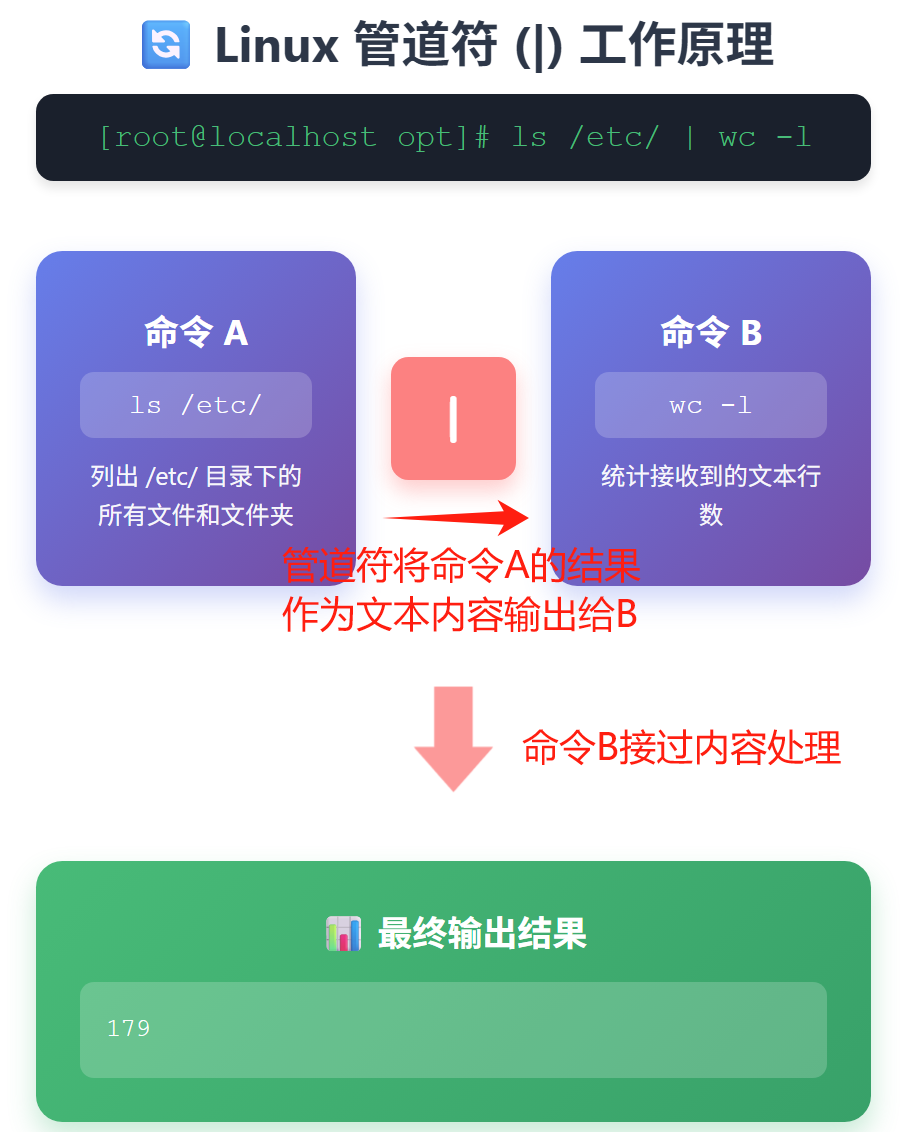 Linux 管道符 (|) 工作原理
[root@localhost opt]# ls /etc/ | wc -l
命令 A
ls /etc/
列出 /etc/ 目录下的
所有文件和文件夹
|
命令 B
wc -l
统计接收到的文本行
数
管道符将命令A的结果
作为文本内容输出给B
命令B接过内容处理
最终输出结果
179